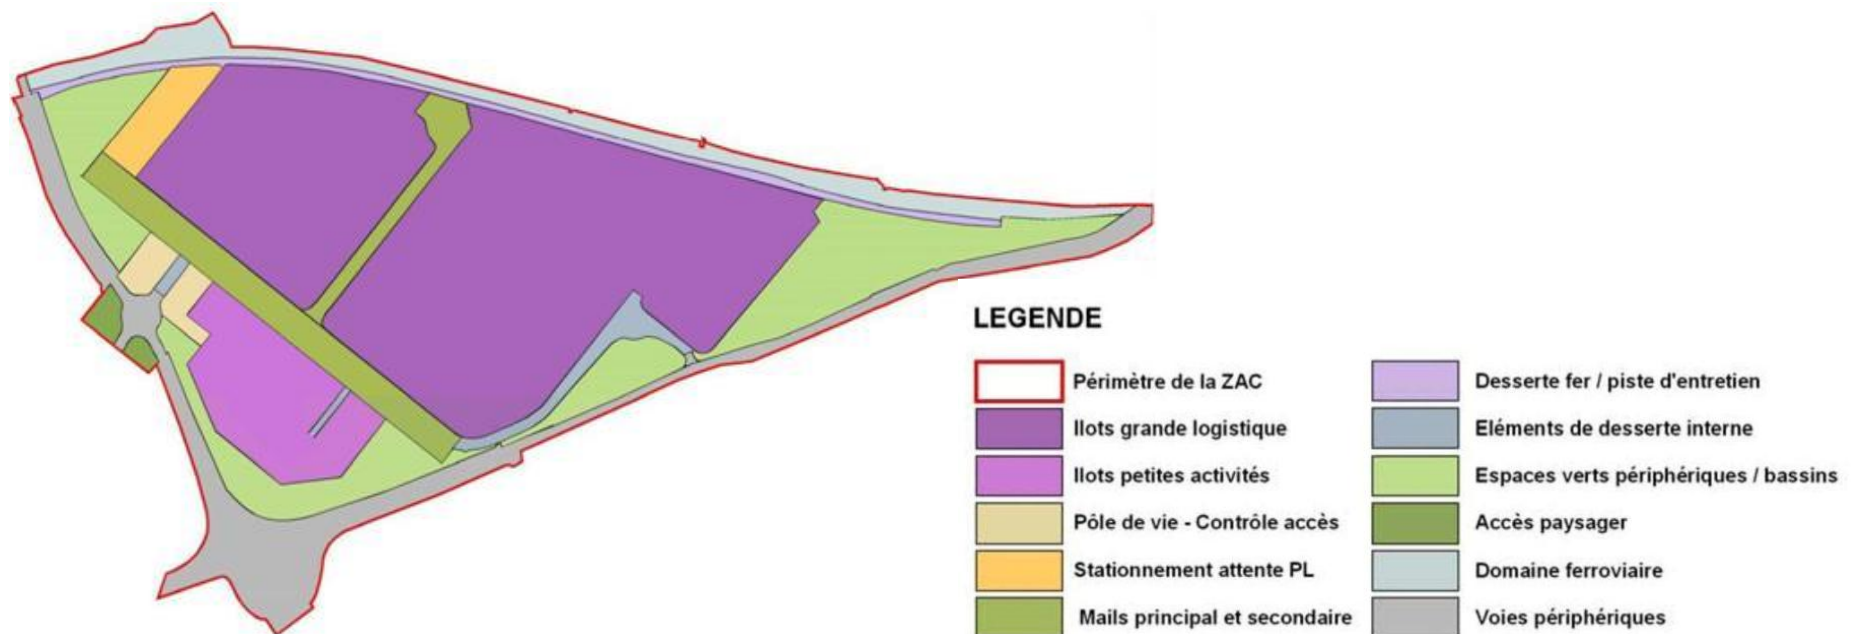 LEGENDE
Périmètre de la ZAC
Ilots grande logistique
Ilots petites activités
Pôle de vie - Contrôle accès
Stationnement attente PL
Mails principal et secondaire
Desserte fer / piste d'entretien
Eléments de desserte interne
Espaces verts périphériques / bassins
Accès paysager
Domaine ferroviaire
Voies périphériques